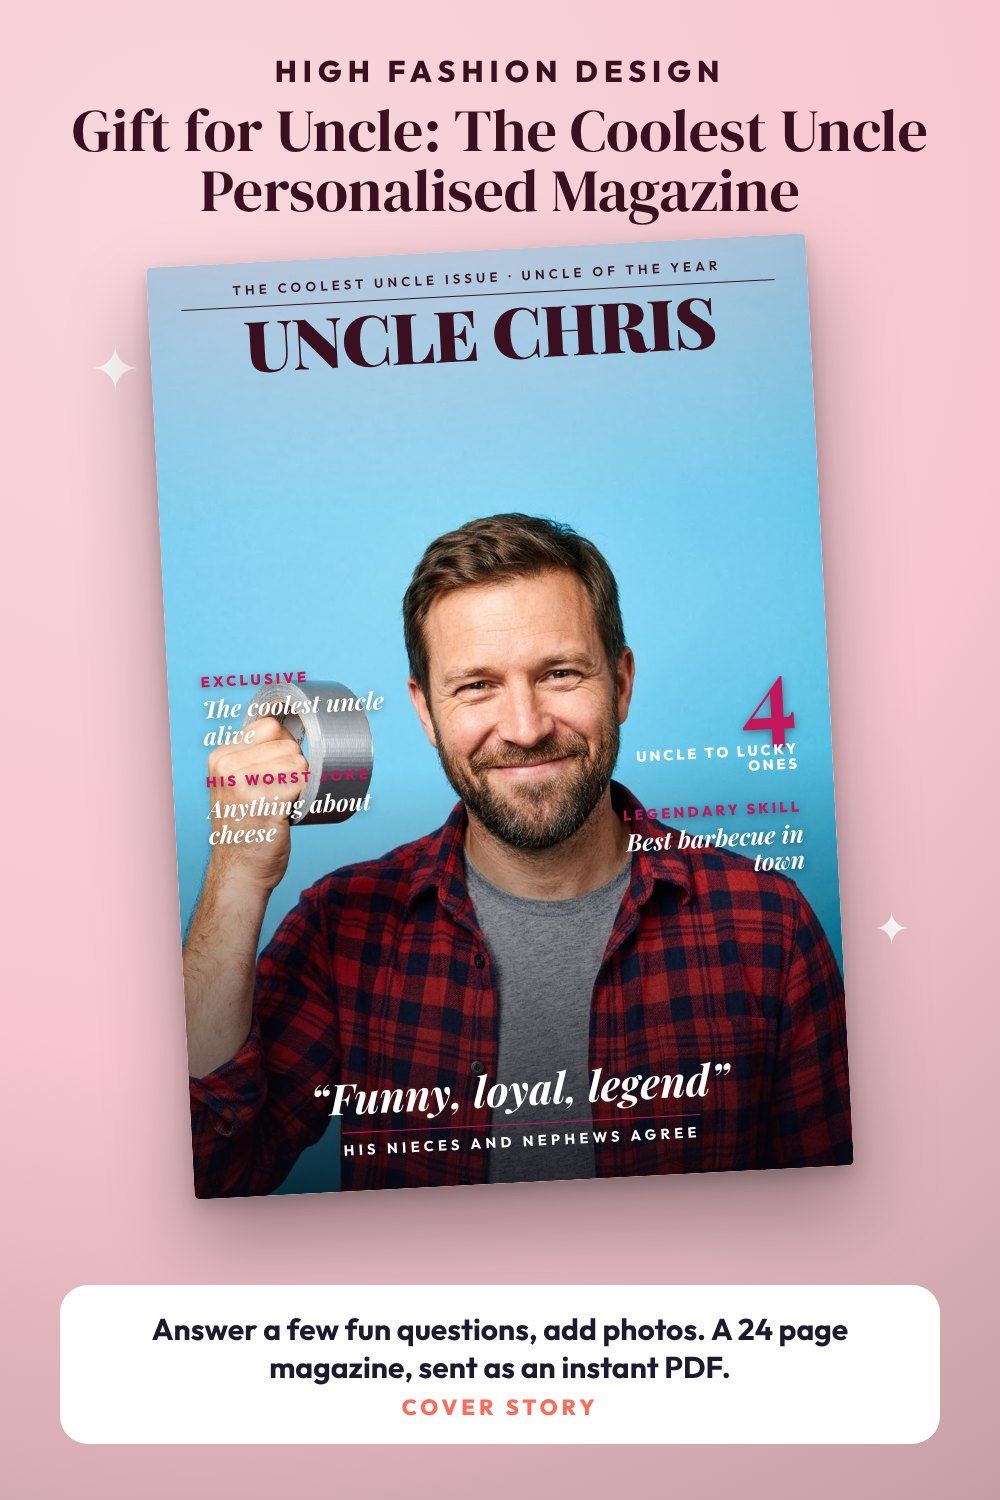 HIGH FASHION DESIGN
Gift for Uncle: The Coolest Uncle
Personalised Magazine
THE COOLEST UNCLE ISSUE · UNCLE OF THE YEAR
UNCLE CHRIS
EXCLUSIVE
The coolest uncle
alive
HIS WORST JOKE
Anything about
cheese
4
UNCLE TO LUCKY
ONES
LEGENDARY SKILL
Best barbecue in
town
“Funny, loyal, legend”
HIS NIECES AND NEPHEWS AGREE
Answer a few fun questions, add photos. A 24 page
magazine, sent as an instant PDF.
COVER STORY